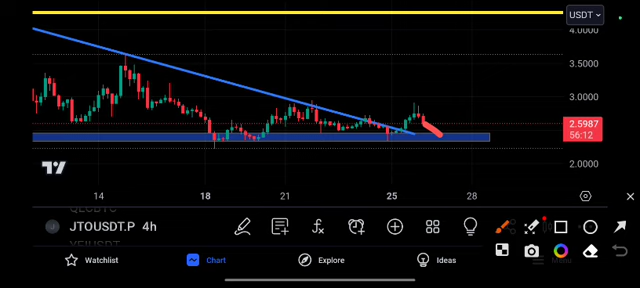 USDT
4.0000
3.5000
3.0000
2.5987
56:12
2.0000
14 18 21 25 28
JTOUSDT.P 4h
Watchlist Chart Explore Ideas